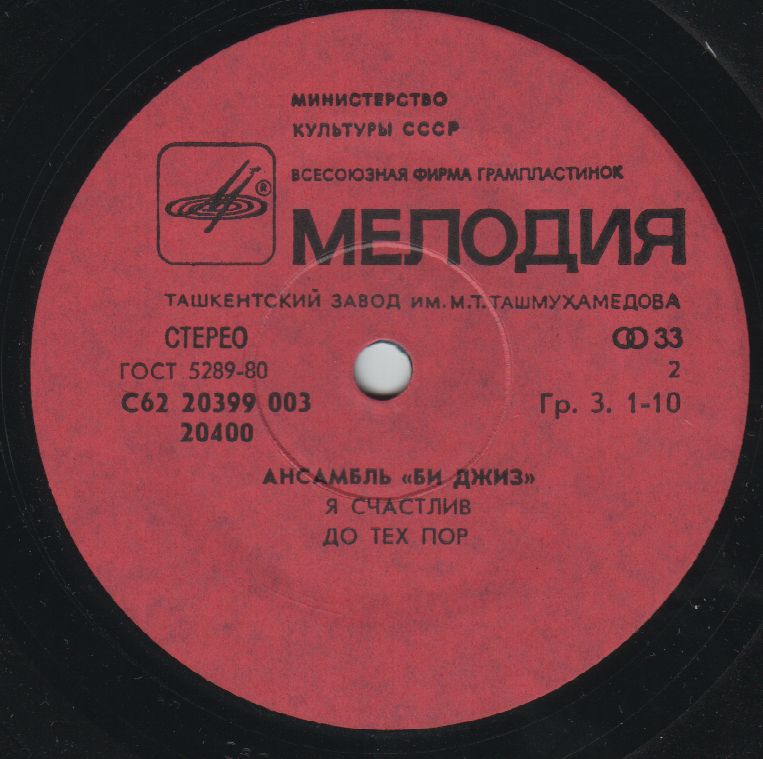 МИНИСТЕРСТВО
КУЛЬТУРЫ СССР
ВСЕСОЮЗНАЯ ФИРМА ГРАМПЛАСТИНОК
®
МЕЛОДИЯ
ТАШКЕНТСКИЙ ЗАВОД ИМ. М.Т. ТАШМУХАМЕДОВА
СТЕРЕО 33
ГОСТ 5289-80 2
С62 20399 003 Гр. 3. 1-10
20400
АНСАМБЛЬ «БИ ДЖИЗ»
Я СЧАСТЛИВ
ДО ТЕХ ПОР